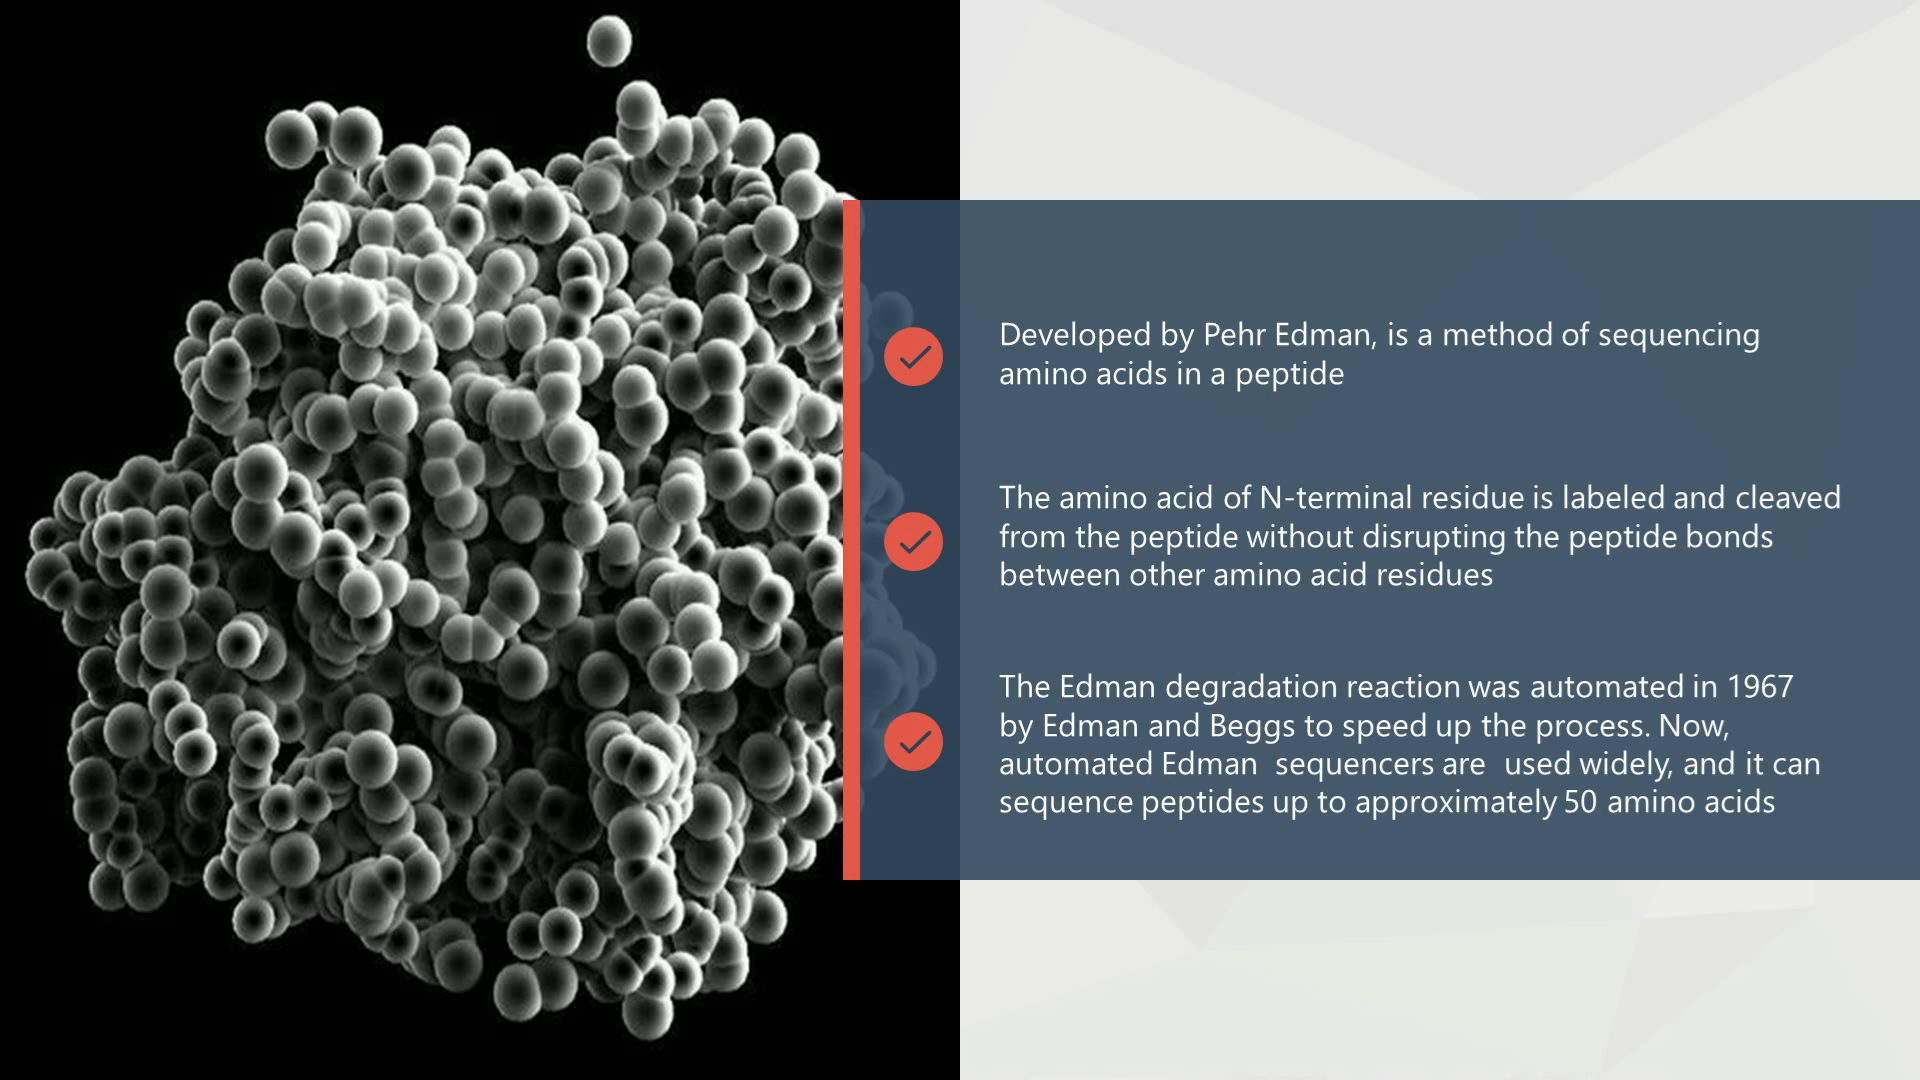 Developed by Pehr Edman, is a method of sequencing
amino acids in a peptide
The amino acid of N-terminal residue is labeled and cleaved
from the peptide without disrupting the peptide bonds
between other amino acid residues
The Edman degradation reaction was automated in 1967
by Edman and Beggs to speed up the process. Now,
automated Edman  sequencers are  used widely, and it can
sequence peptides up to approximately 50 amino acids